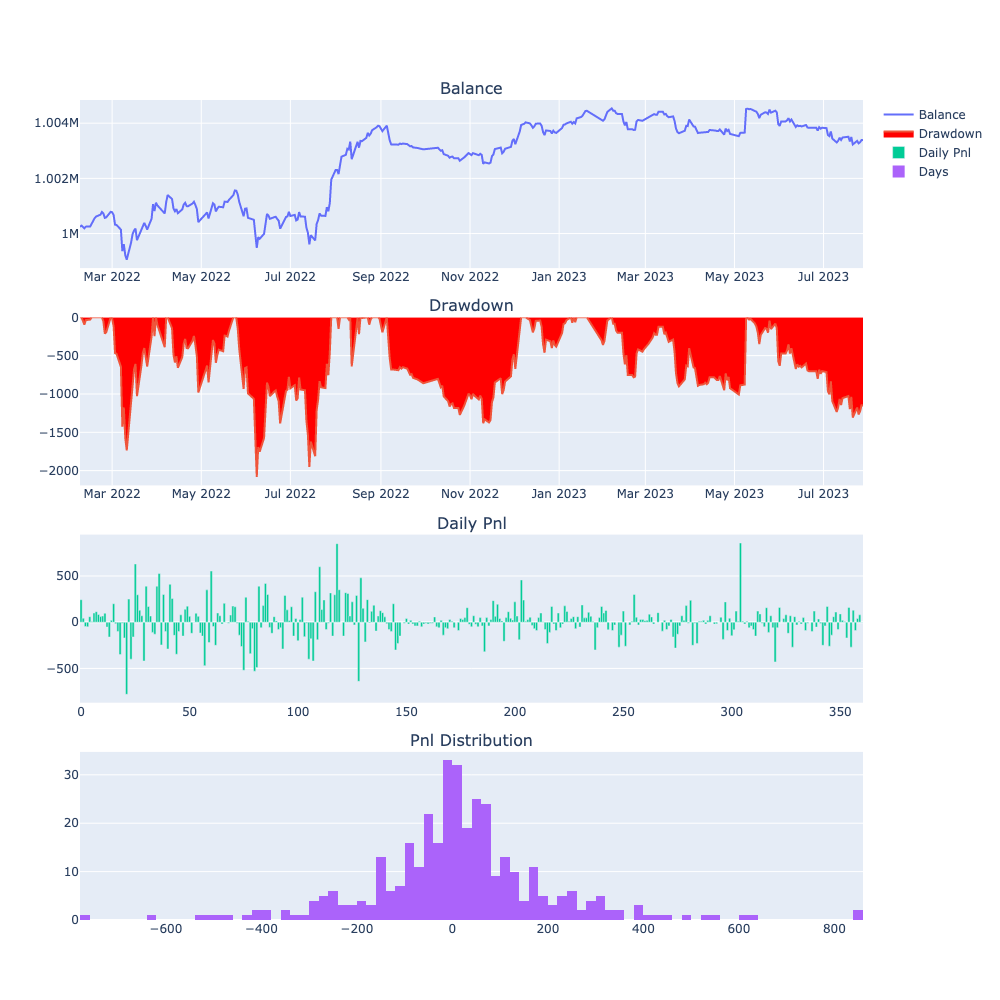 Balance
1.004M
1.002M
1M
Mar 2022 May 2022 Jul 2022 Sep 2022 Nov 2022 Jan 2023 Mar 2023 May 2023 Jul 2023
Balance
Drawdown
Daily Pnl
Days
Drawdown
0
−500
−1000
−1500
−2000
Mar 2022 May 2022 Jul 2022 Sep 2022 Nov 2022 Jan 2023 Mar 2023 May 2023 Jul 2023
Daily Pnl
500
0
−500
0 50 100 150 200 250 300 350
Pnl Distribution
30
20
10
0
−600 −400 −200 0 200 400 600 800